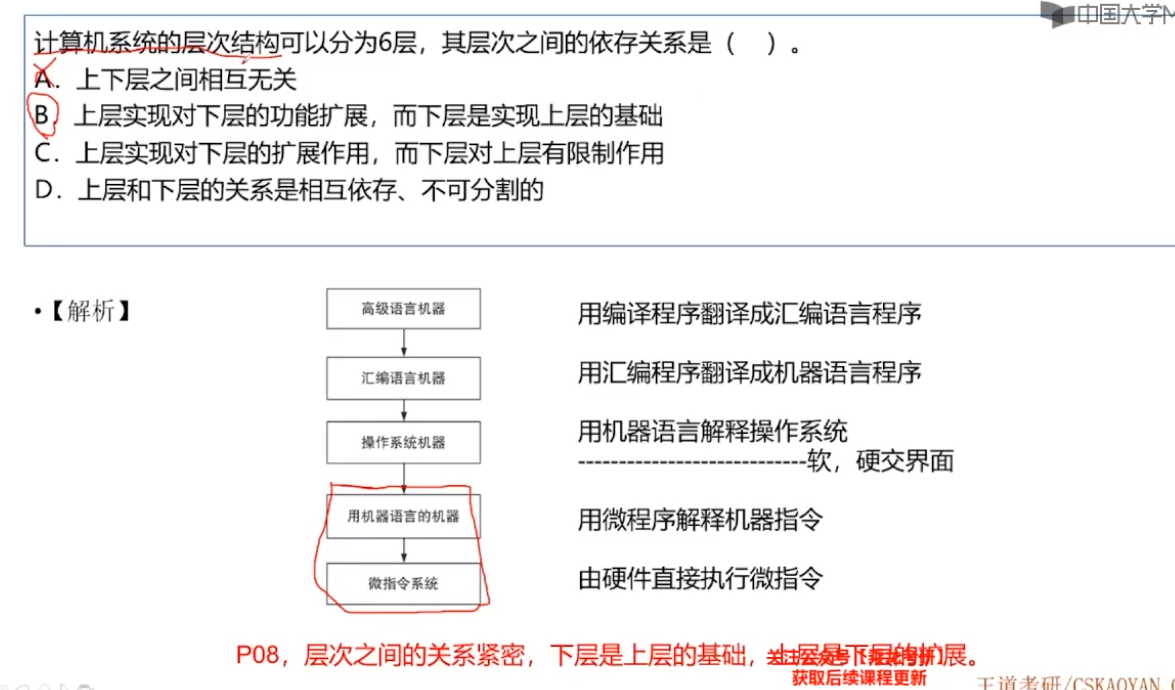 中国大学M
计算机系统的层次结构可以分为6层，其层次之间的依存关系是（ ）。
A. 上下层之间相互无关
B. 上层实现对下层的功能扩展，而下层是实现上层的基础
C. 上层实现对下层的扩展作用，而下层对上层有限制作用
D. 上层和下层的关系是相互依存、不可分割的
•【解析】
高级语言机器 用编译程序翻译成汇编语言程序
汇编语言机器 用汇编程序翻译成机器语言程序
操作系统机器 用机器语言解释操作系统
---------------------------软，硬交界面
用机器语言的机器 用微程序解释机器指令
微指令系统 由硬件直接执行微指令
P08，层次之间的关系紧密，下层是上层的基础，上层是下层的扩展。
获取后续课程更新
王道考研/CSKAOYAN.C